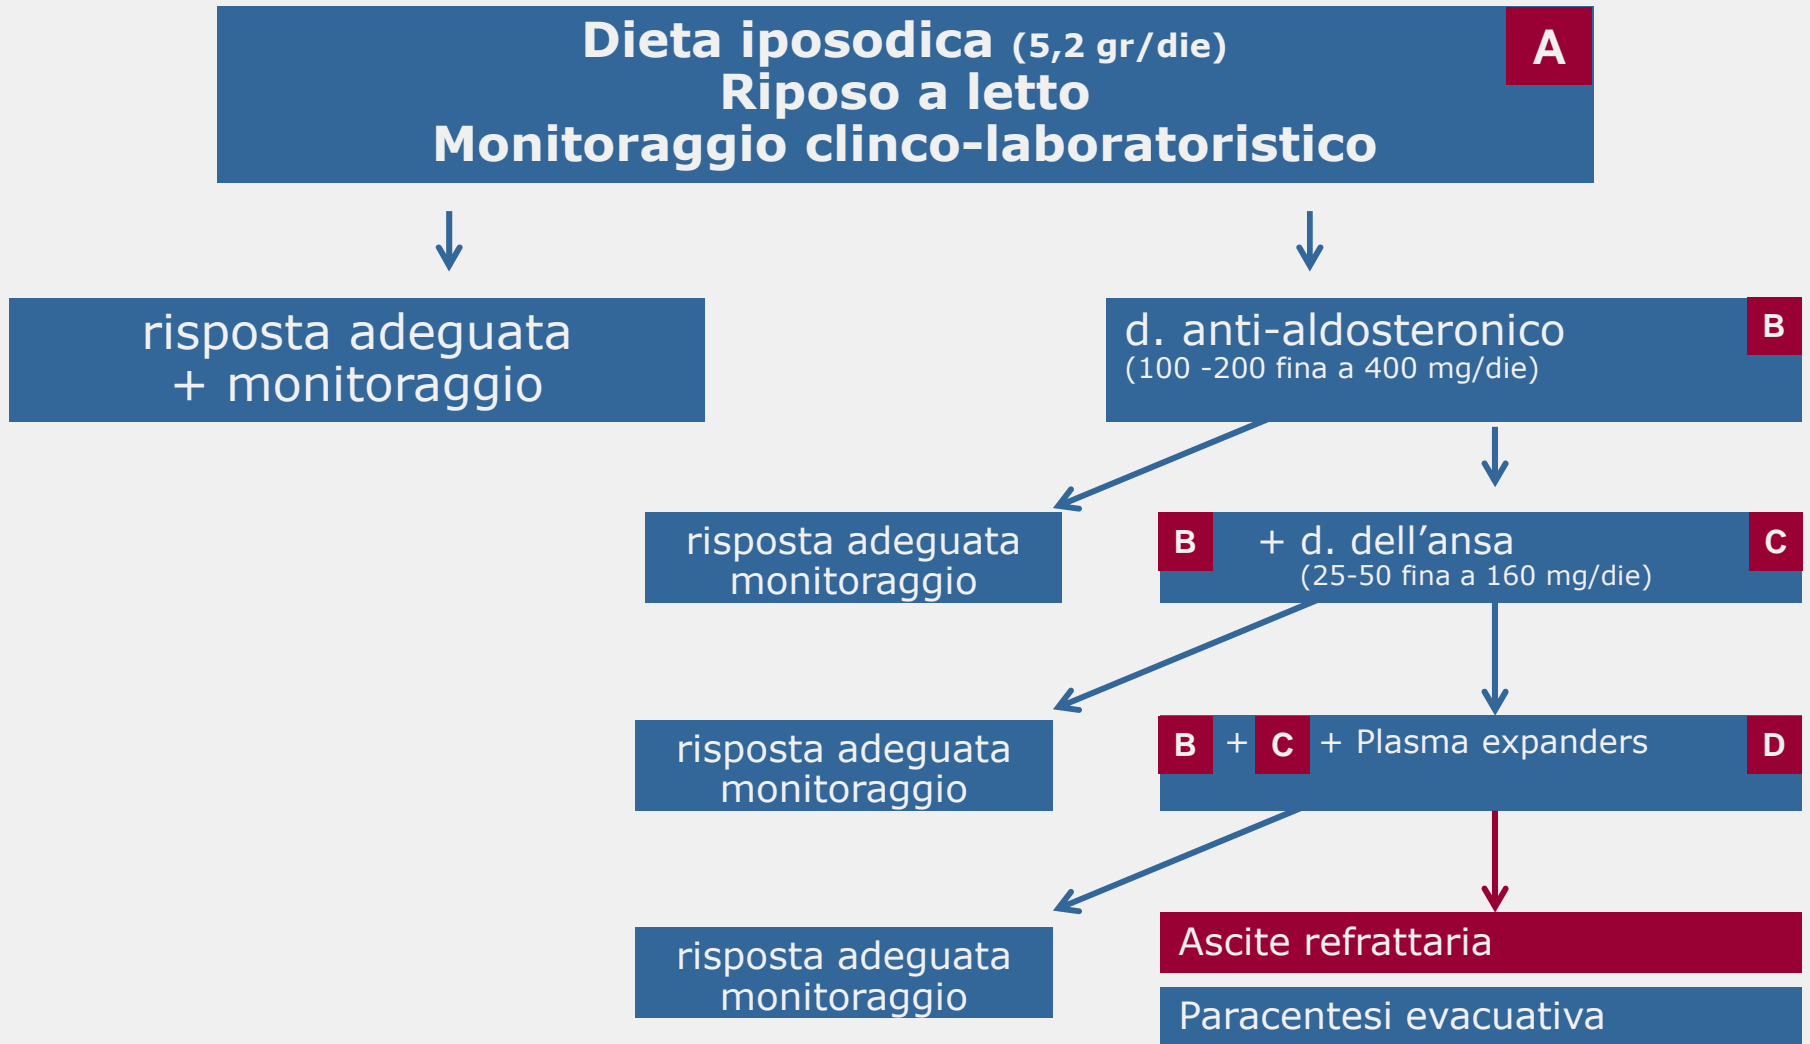 Dieta iposodica (5,2 gr/die)
A
Riposo a letto
Monitoraggio clinco-laboratoristico
risposta adeguata
+ monitoraggio
d. anti-aldosteronico
B
(100 -200 fina a 400 mg/die)
risposta adeguata
monitoraggio
B + d. dell’ansa C
(25-50 fina a 160 mg/die)
risposta adeguata
monitoraggio
B + C + Plasma expanders D
risposta adeguata
monitoraggio
Ascite refrattaria
Paracentesi evacuativa